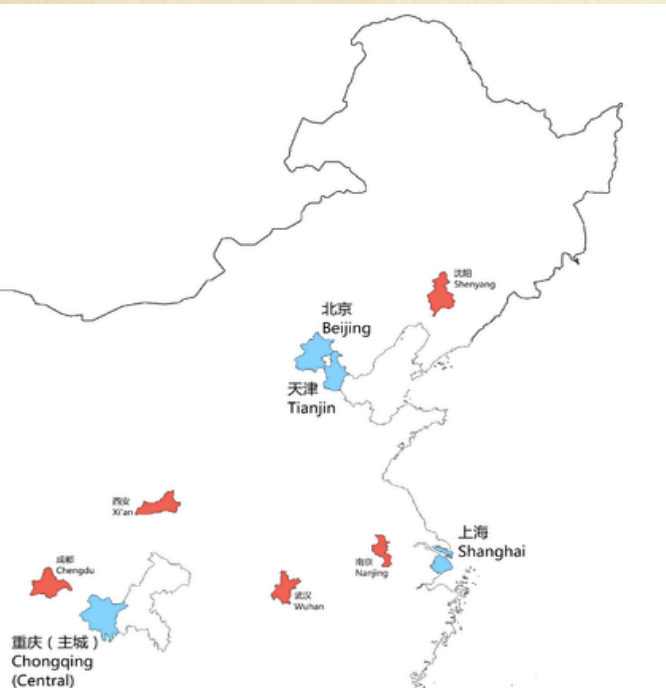 沈阳
Shenyang
北京
Beijing
天津
Tianjin
西安
Xi'an
成都
Chengdu
重庆（主城）
Chongqing
(Central)
武汉
Wuhan
南京
Nanjing
上海
Shanghai